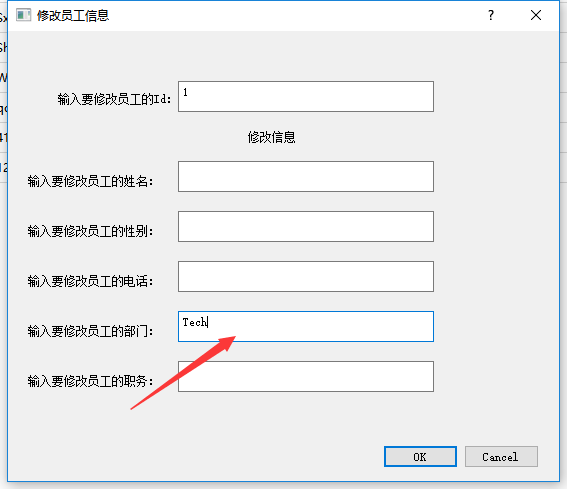 修改员工信息
?
输入要修改员工的Id: 1
修改信息
输入要修改员工的姓名:
输入要修改员工的性别:
输入要修改员工的电话:
输入要修改员工的部门: Tech
输入要修改员工的职务:
OK Cancel